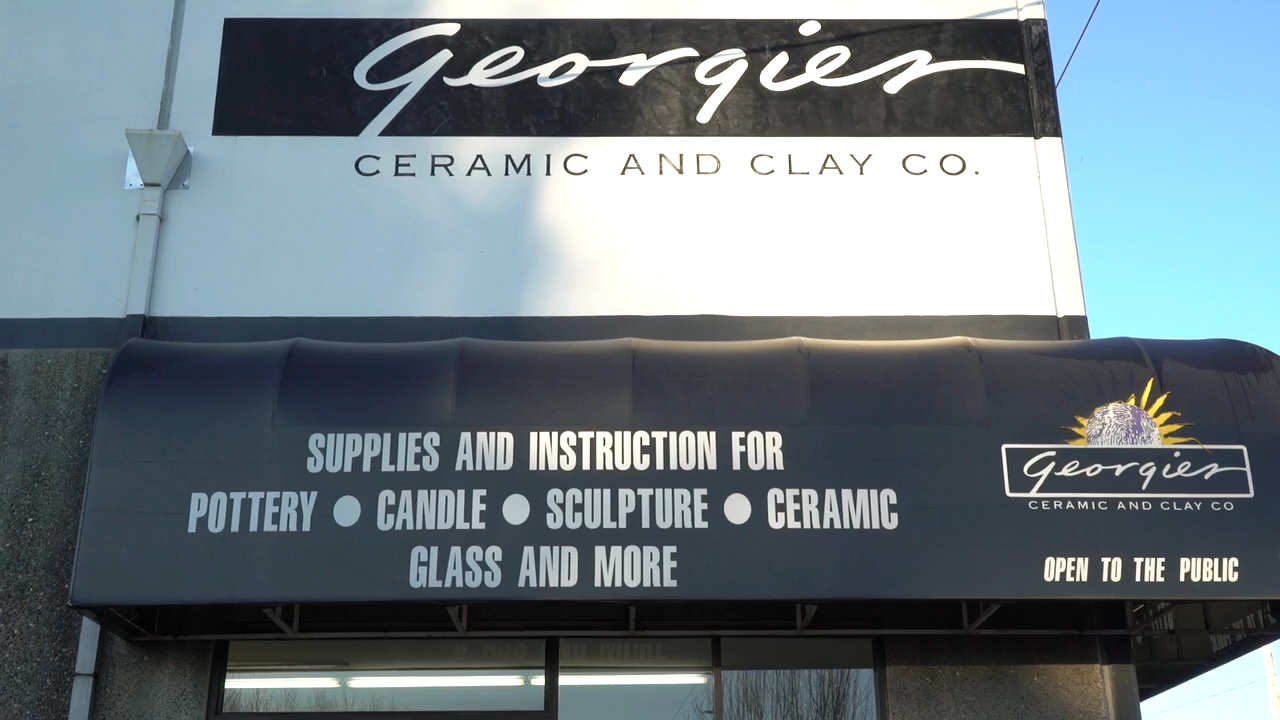 Georgies
CERAMIC AND CLAY CO.
SUPPLIES AND INSTRUCTION FOR
POTTERY ● CANDLE ● SCULPTURE ● CERAMIC
GLASS AND MORE
Georgies
CERAMIC AND CLAY CO
OPEN TO THE PUBLIC